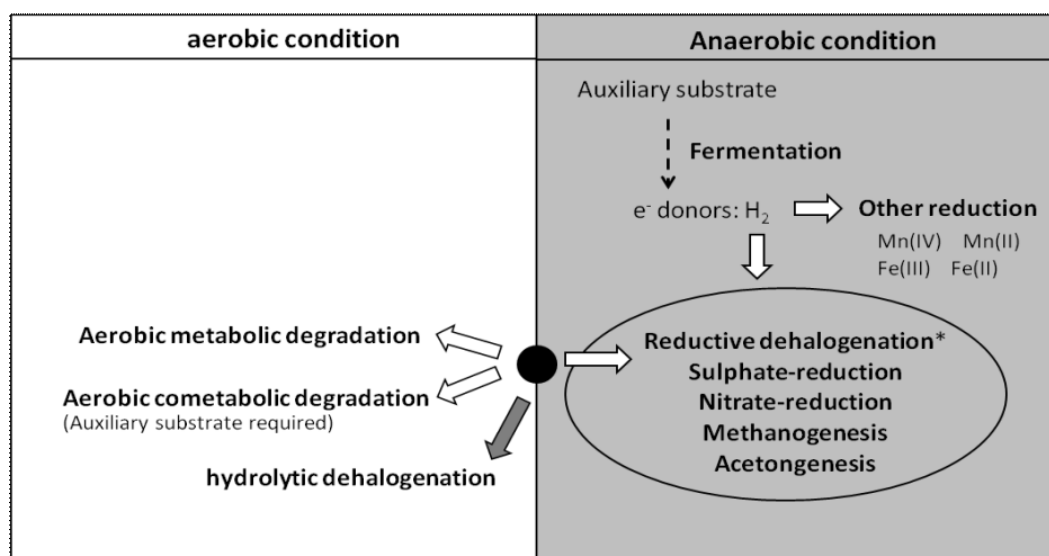 aerobic condition
Anaerobic condition
Auxiliary substrate
Fermentation
e⁻ donors: H₂
Other reduction
Mn(IV) Mn(II)
Fe(III) Fe(II)
Aerobic metabolic degradation
Aerobic cometabolic degradation
(Auxiliary substrate required)
hydrolytic dehalogenation
Reductive dehalogenation*
Sulphate-reduction
Nitrate-reduction
Methanogenesis
Acetongenesis